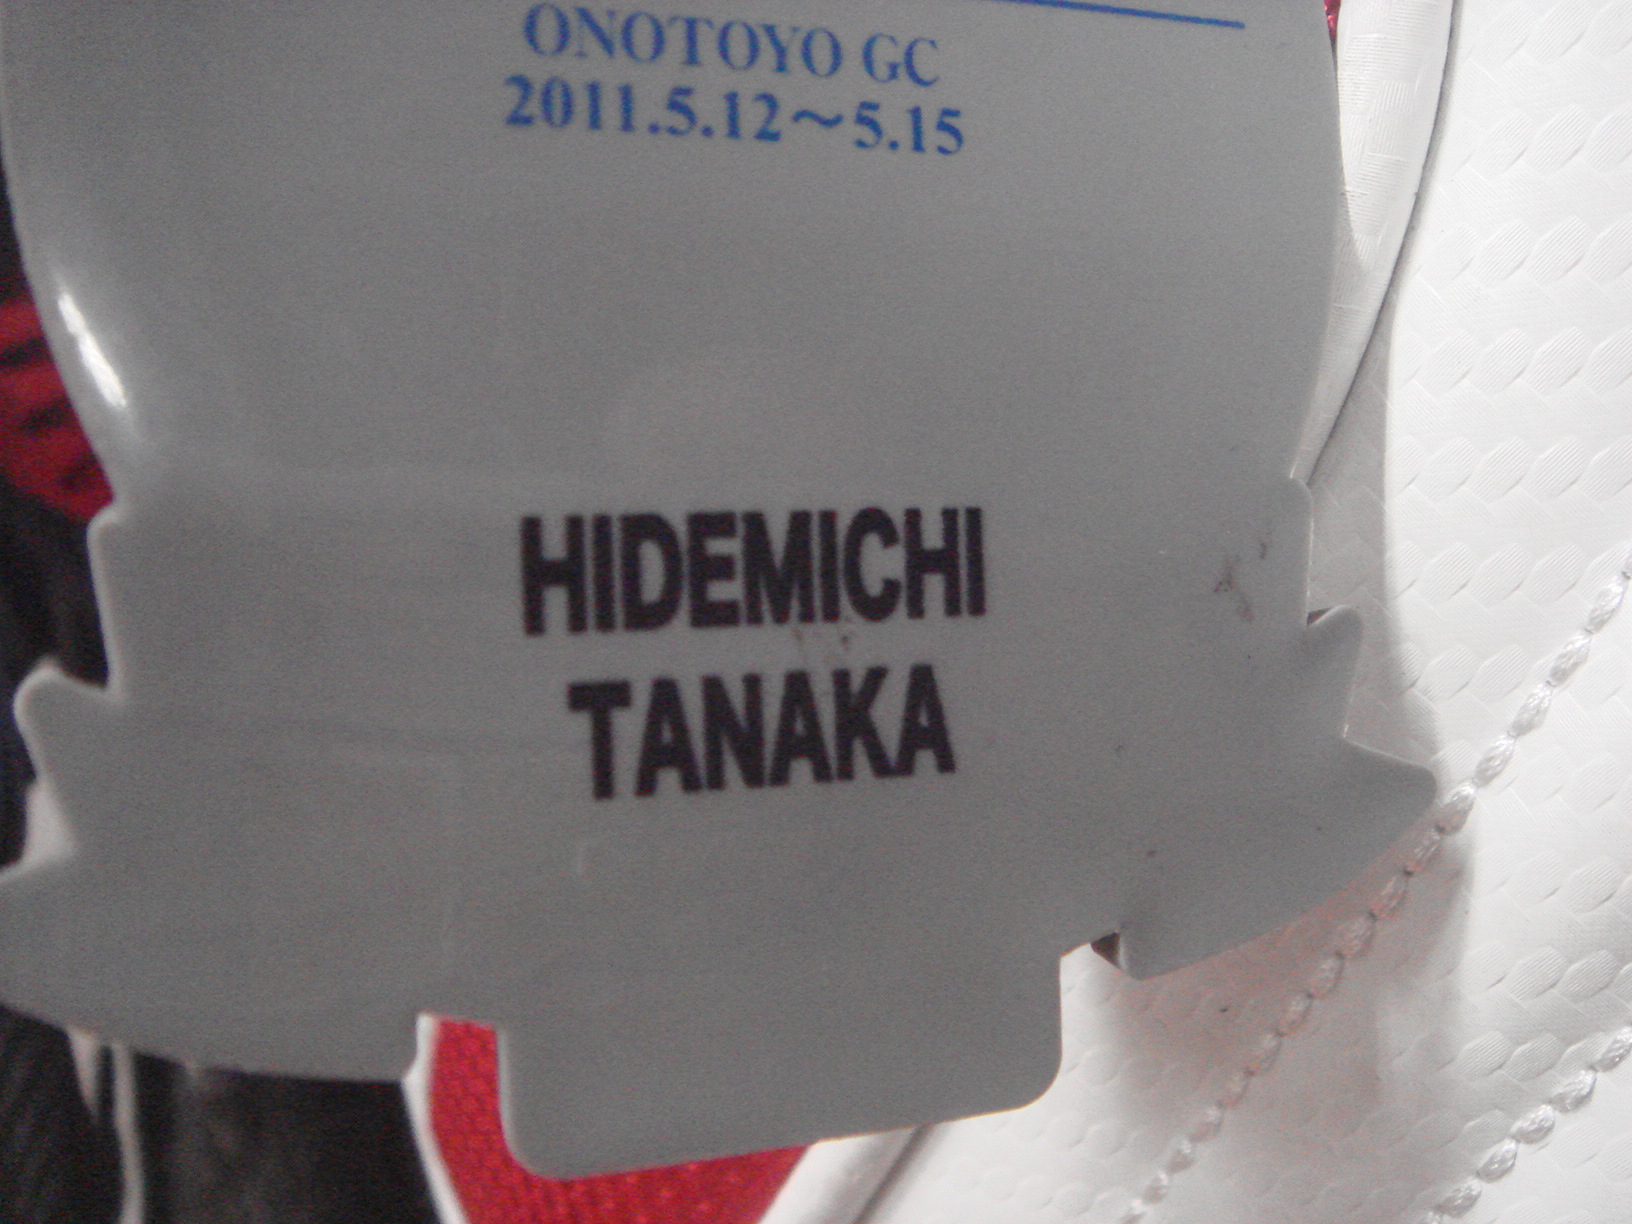 ONOTOYO GC
2011.5.12～5.15
HIDEMICHI
TANAKA